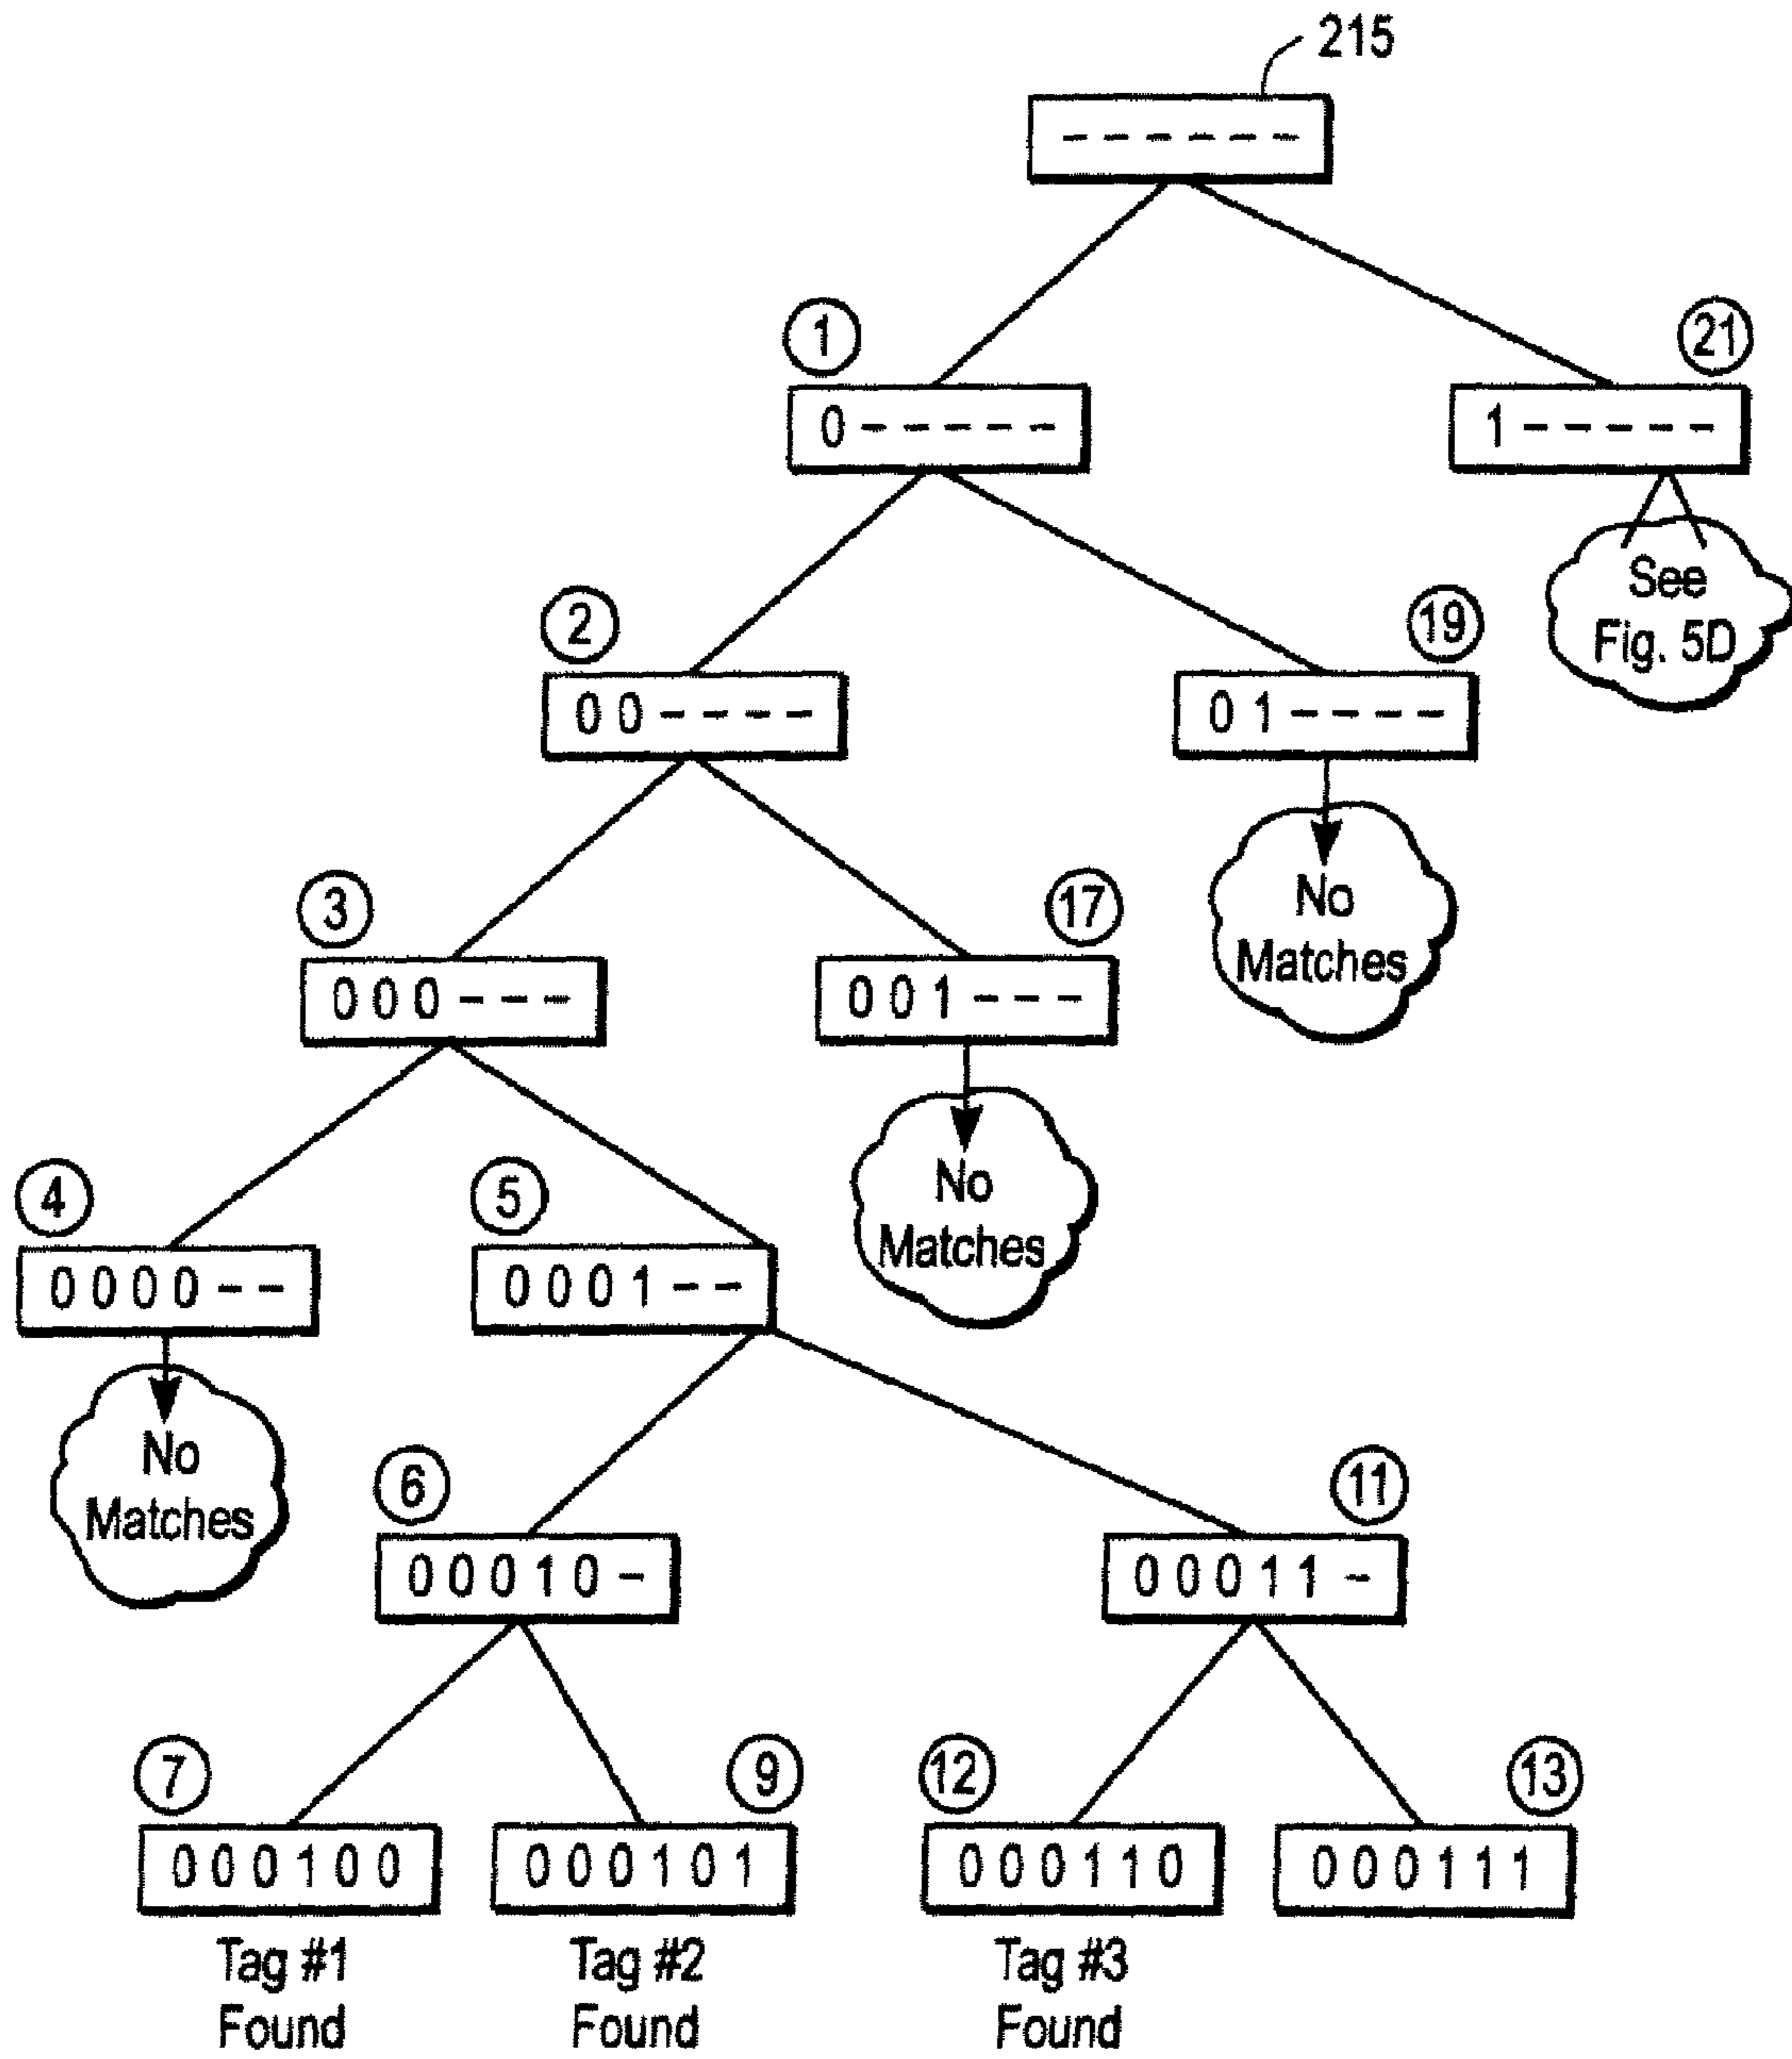 215
- - - - - -
1
21
0 - - - - -
1 - - - - -
See
Fig. 5D
2
19
0 0 - - - -
0 1 - - - -
No
Matches
3
17
0 0 0 - - -
0 0 1 - - -
No
Matches
4
5
0 0 0 0 - -
0 0 0 1 - -
No
Matches
6
11
0 0 0 1 0 -
0 0 0 1 1 -
7
9
12
13
0 0 0 1 0 0
0 0 0 1 0 1
0 0 0 1 1 0
0 0 0 1 1 1
Tag #1
Found
Tag #2
Found
Tag #3
Found